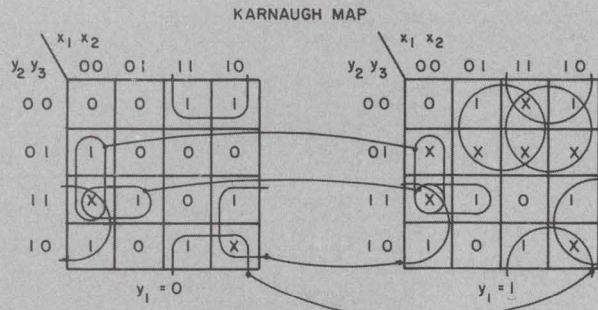 KARNAUGH MAP
x1 x2 x1 x2
y2 y3 00 01 11 10 y2 y3 00 01 11 10
00 0 0 1 1 00 0 1 X 1
01 1 0 0 0 01 X X X X
11 X 1 0 1 11 X 1 0 1
10 1 0 1 X 10 1 0 1 X
y1 = 0 y1 = 1